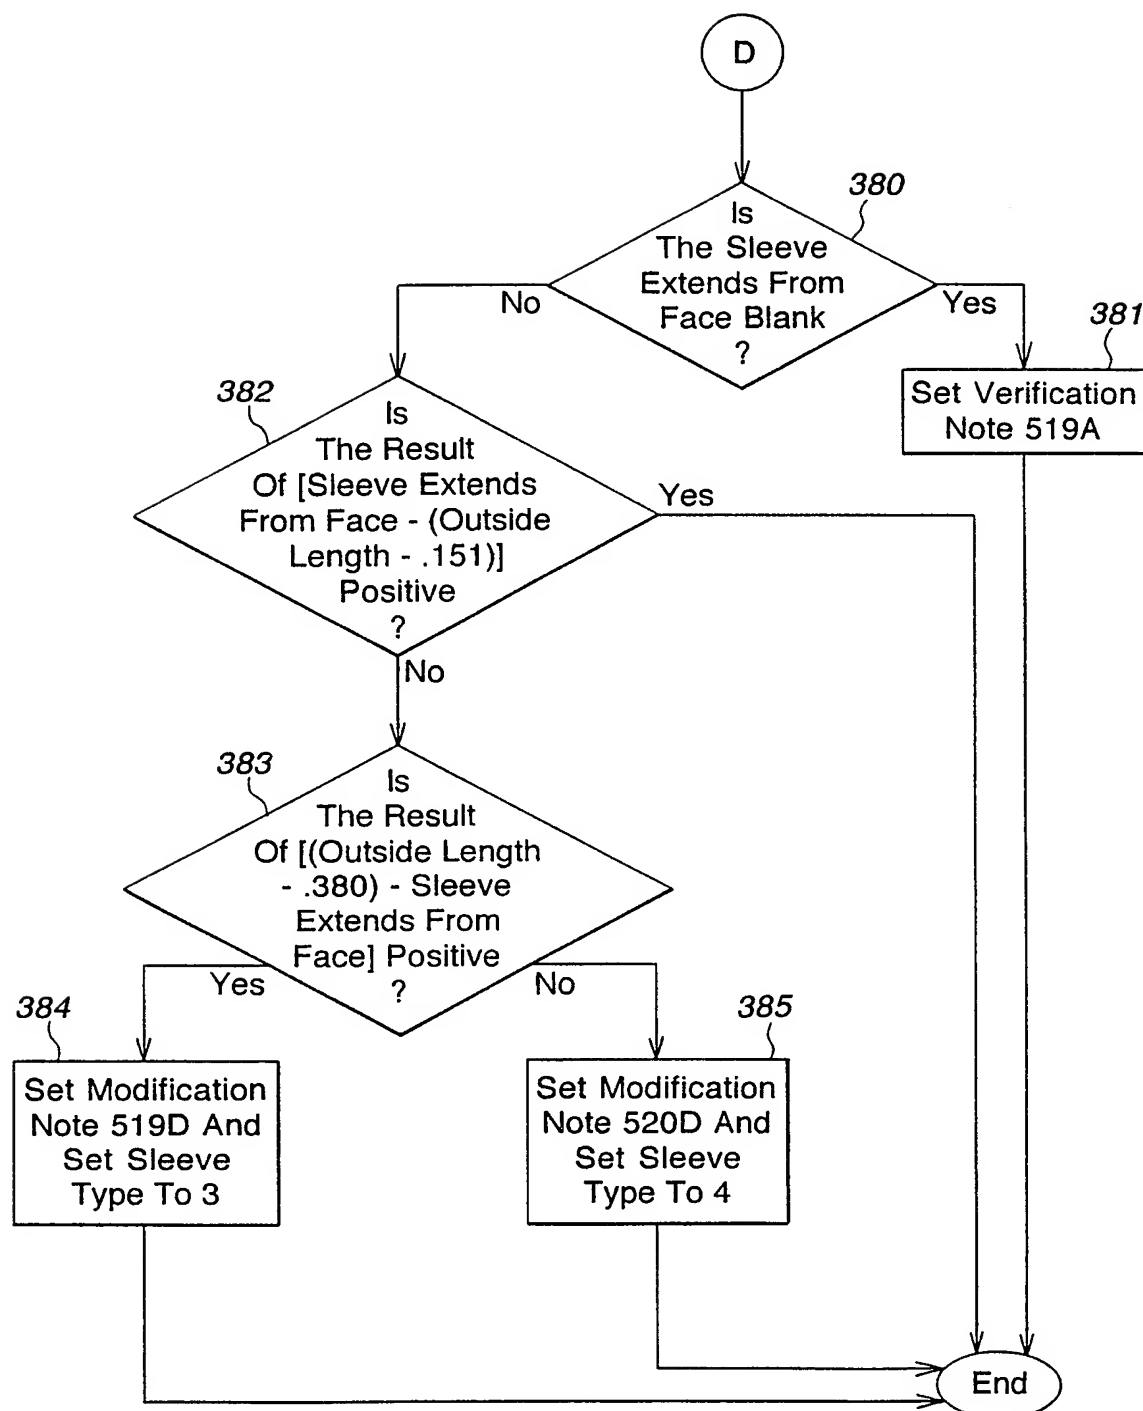 D
380
Is
The Sleeve
Extends From
Face Blank
?
No
Yes
381
Set Verification
Note 519A
382
Is
The Result
Of [Sleeve Extends
From Face - (Outside
Length - .151)]
Positive
?
Yes
No
383
Is
The Result
Of [(Outside Length
- .380) - Sleeve
Extends From
Face] Positive
?
Yes
No
384
Set Modification
Note 519D And
Set Sleeve
Type To 3
385
Set Modification
Note 520D And
Set Sleeve
Type To 4
End